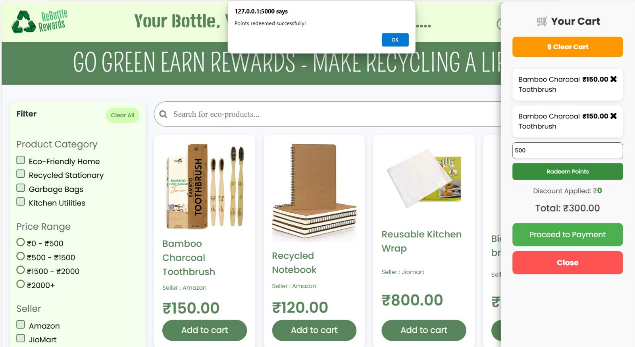 ReBottle
Rewards
Your Bottle,
127.0.0.1:5000 says
Points redeemed successfully!
OK
GO GREEN EARN REWARDS - MAKE RECYCLING A LIF
Filter
Clear All
Product Category
Eco-Friendly Home
Recycled Stationary
Garbage Bags
Kitchen Utilities
Price Range
₹0 - ₹500
₹500 - ₹1500
₹1500 - ₹2000
₹2000+
Seller
Amazon
JioMart
Search for eco-products...
BAMBOO
TOOTHBRUSH
Bamboo
Charcoal
Toothbrush
Seller : Amazon
₹150.00
Add to cart
Recycled
Notebook
Seller : Amazon
₹120.00
Add to cart
Reusable Kitchen
Wrap
Seller : Jiomart
₹800.00
Add to cart
Your Cart
Clear Cart
Bamboo Charcoal ₹150.00 ✖
Toothbrush
Bamboo Charcoal ₹150.00 ✖
Toothbrush
500
Redeem Points
Discount Applied: ₹0
Total: ₹300.00
Proceed to Payment
Close